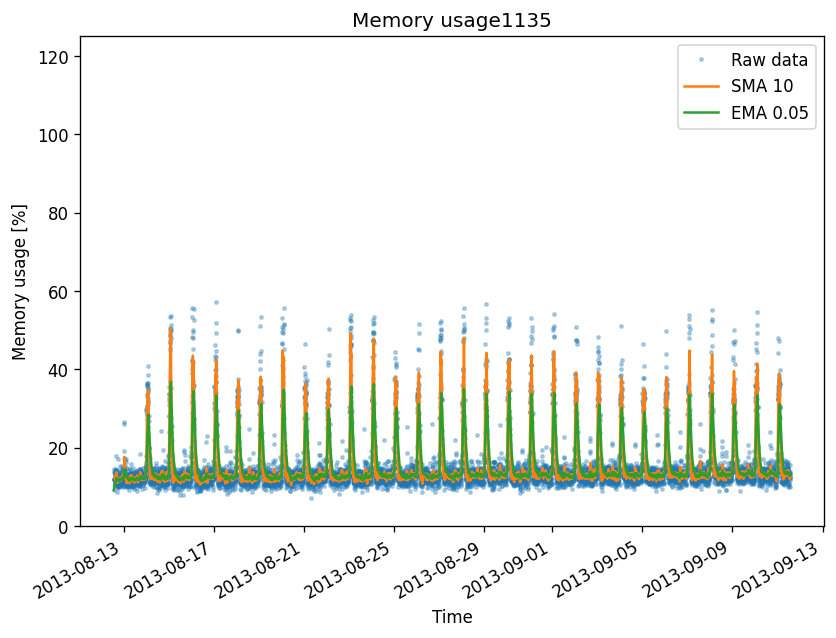 Memory usage1135
Raw data
SMA 10
EMA 0.05
Memory usage [%]
120
100
80
60
40
20
0
2013-08-13
2013-08-17
2013-08-21
2013-08-25
2013-08-29
2013-09-01
2013-09-05
2013-09-09
2013-09-13
Time